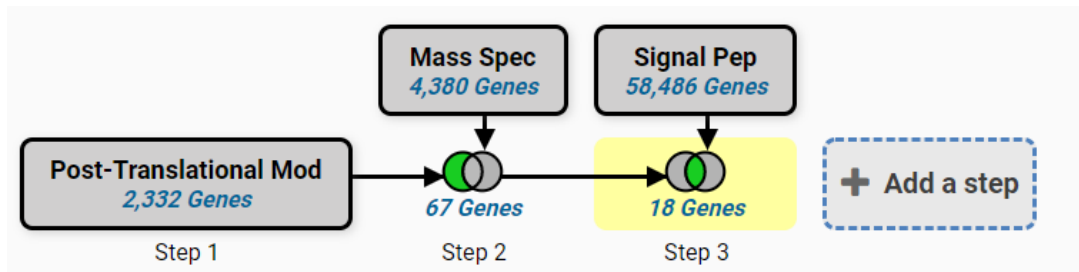 Mass Spec
4,380 Genes
Signal Pep
58,486 Genes
Post-Translational Mod
2,332 Genes
67 Genes
18 Genes
+ Add a step
Step 1
Step 2
Step 3